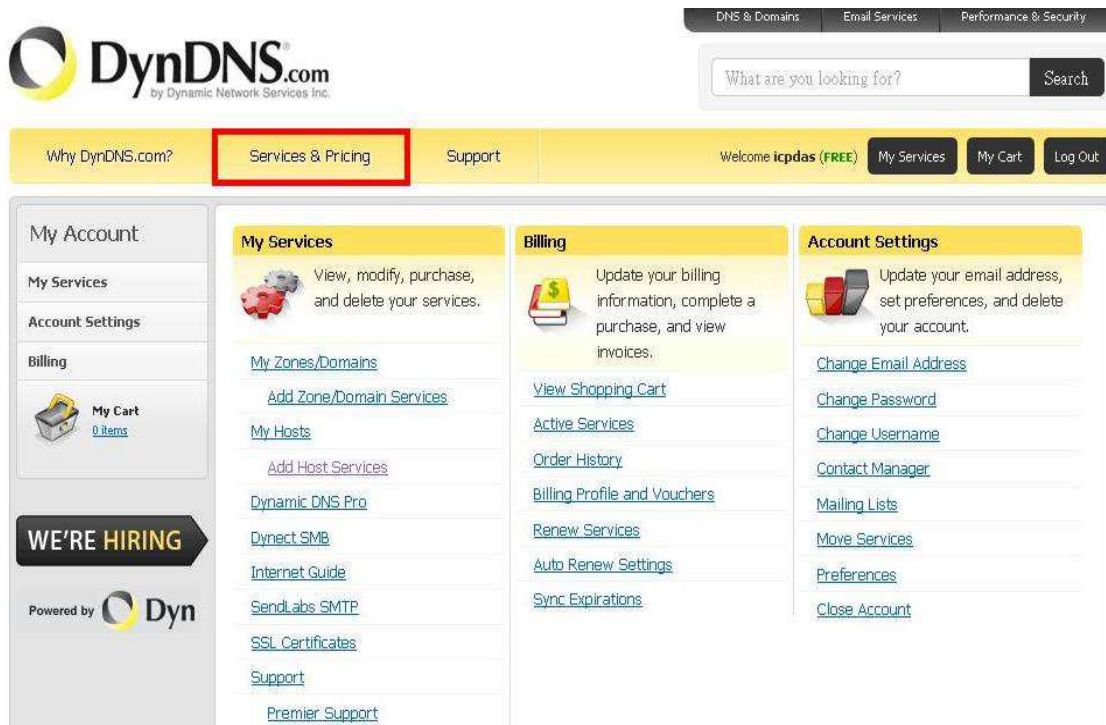 DNS & Domains
Email Services
Performance & Security
DynDNS.com
by Dynamic Network Services Inc.
What are you looking for?
Search
Why DynDNS.com?
Services & Pricing
Support
Welcome icpdas (FREE)
My Services
My Cart
Log Out
My Account
My Services
Account Settings
Billing
My Cart
0 items
WE'RE HIRING
Powered by Dyn
My Services
View, modify, purchase,
and delete your services.
My Zones/Domains
Add Zone/Domain Services
My Hosts
Add Host Services
Dynamic DNS Pro
Dynect SMB
Internet Guide
SendLabs SMTP
SSL Certificates
Support
Premier Support
Billing
Update your billing
information, complete a
purchase, and view
invoices.
View Shopping Cart
Active Services
Order History
Billing Profile and Vouchers
Renew Services
Auto Renew Settings
Sync Expirations
Account Settings
Update your email address,
set preferences, and delete
your account.
Change Email Address
Change Password
Change Username
Contact Manager
Mailing Lists
Move Services
Preferences
Close Account